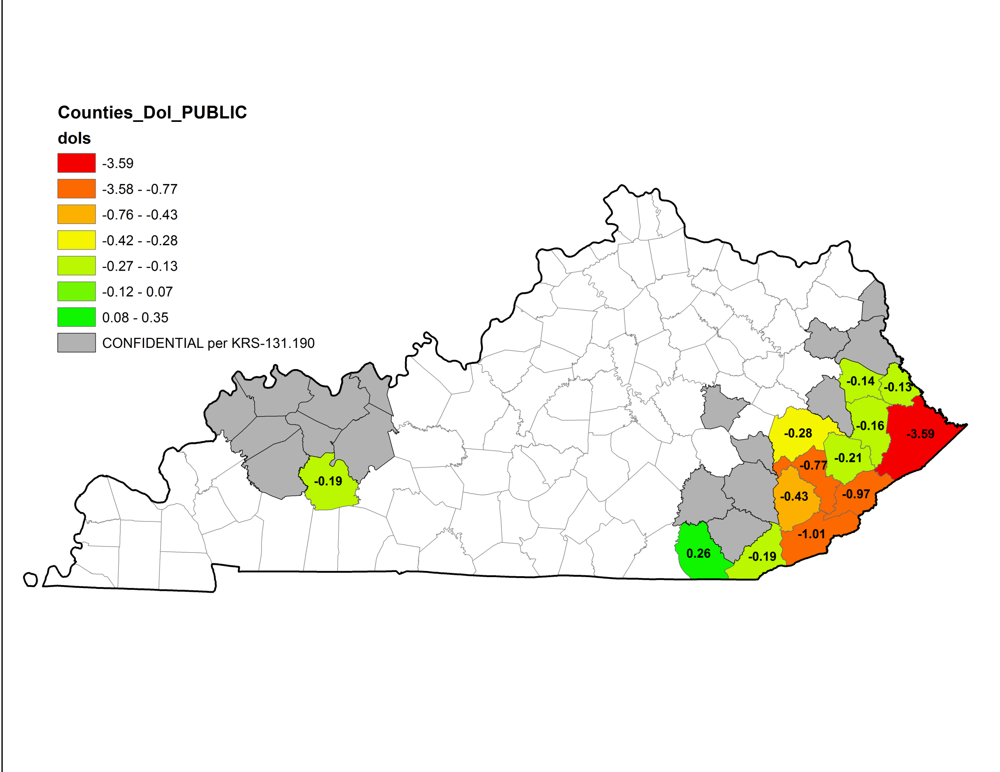 Counties_Dol_PUBLIC
dols
-3.59
-3.58 - -0.77
-0.76 - -0.43
-0.42 - -0.28
-0.27 - -0.13
-0.12 - 0.07
0.08 - 0.35
CONFIDENTIAL per KRS-131.190
-0.14
-0.13
-0.16
-0.28
-3.59
-0.21
-0.77
-0.19
-0.43
-0.97
-1.01
0.26
-0.19